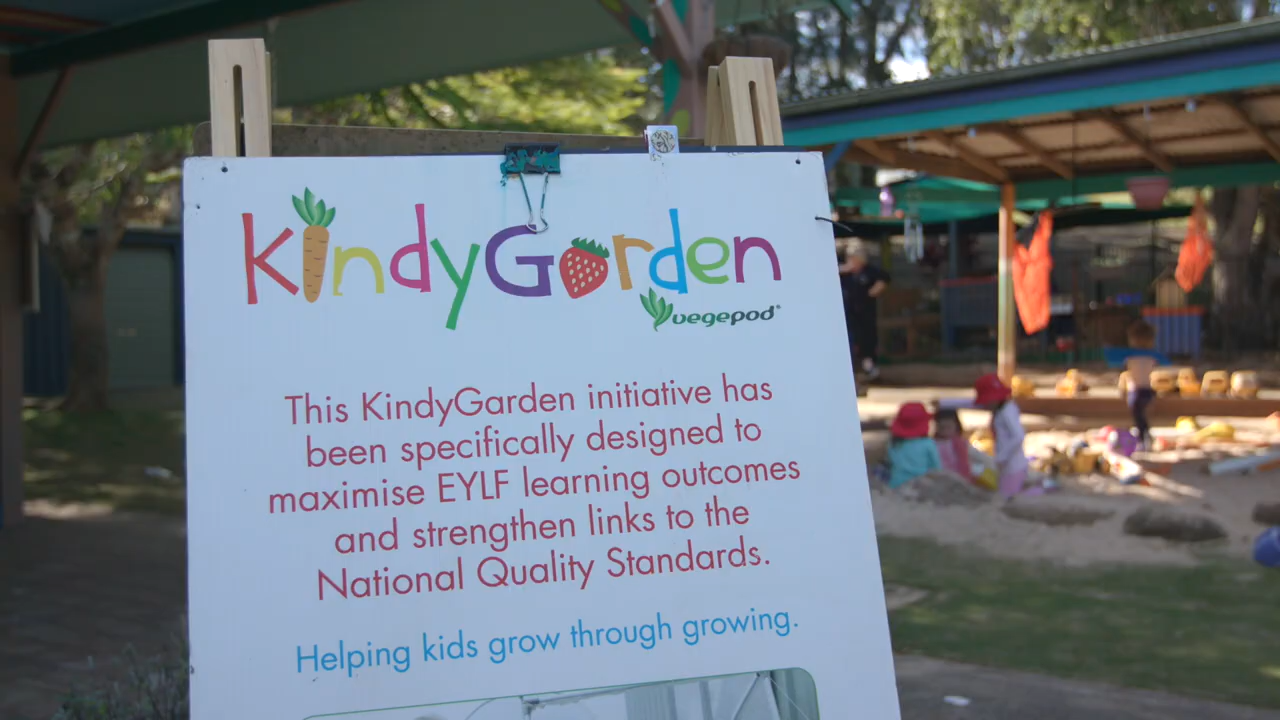 KindyGarden
vegepod®
This KindyGarden initiative has
been specifically designed to
maximise EYLF learning outcomes
and strengthen links to the
National Quality Standards.
Helping kids grow through growing.